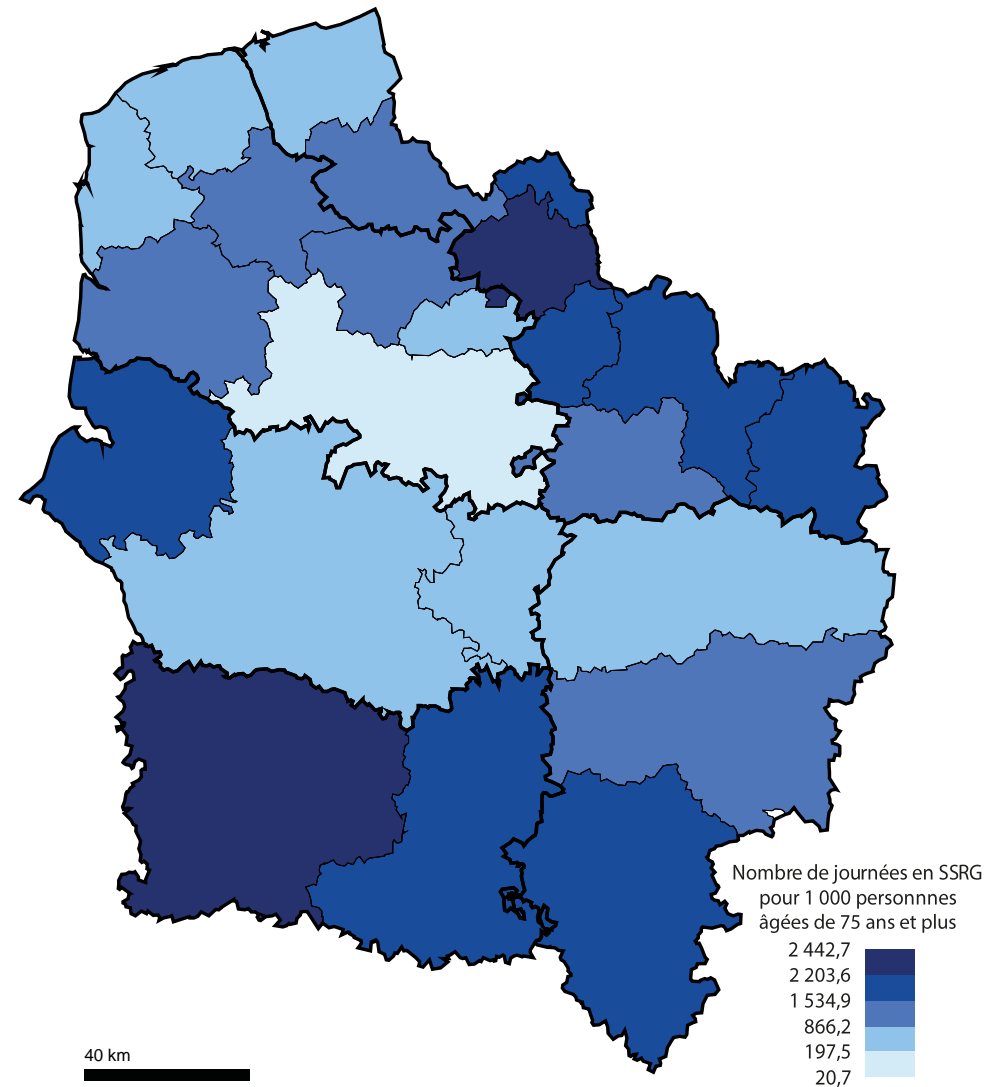 Nombre de journées en SSRG
pour 1 000 personnnes
âgées de 75 ans et plus
2 442,7
2 203,6
1 534,9
866,2
197,5
20,7
40 km